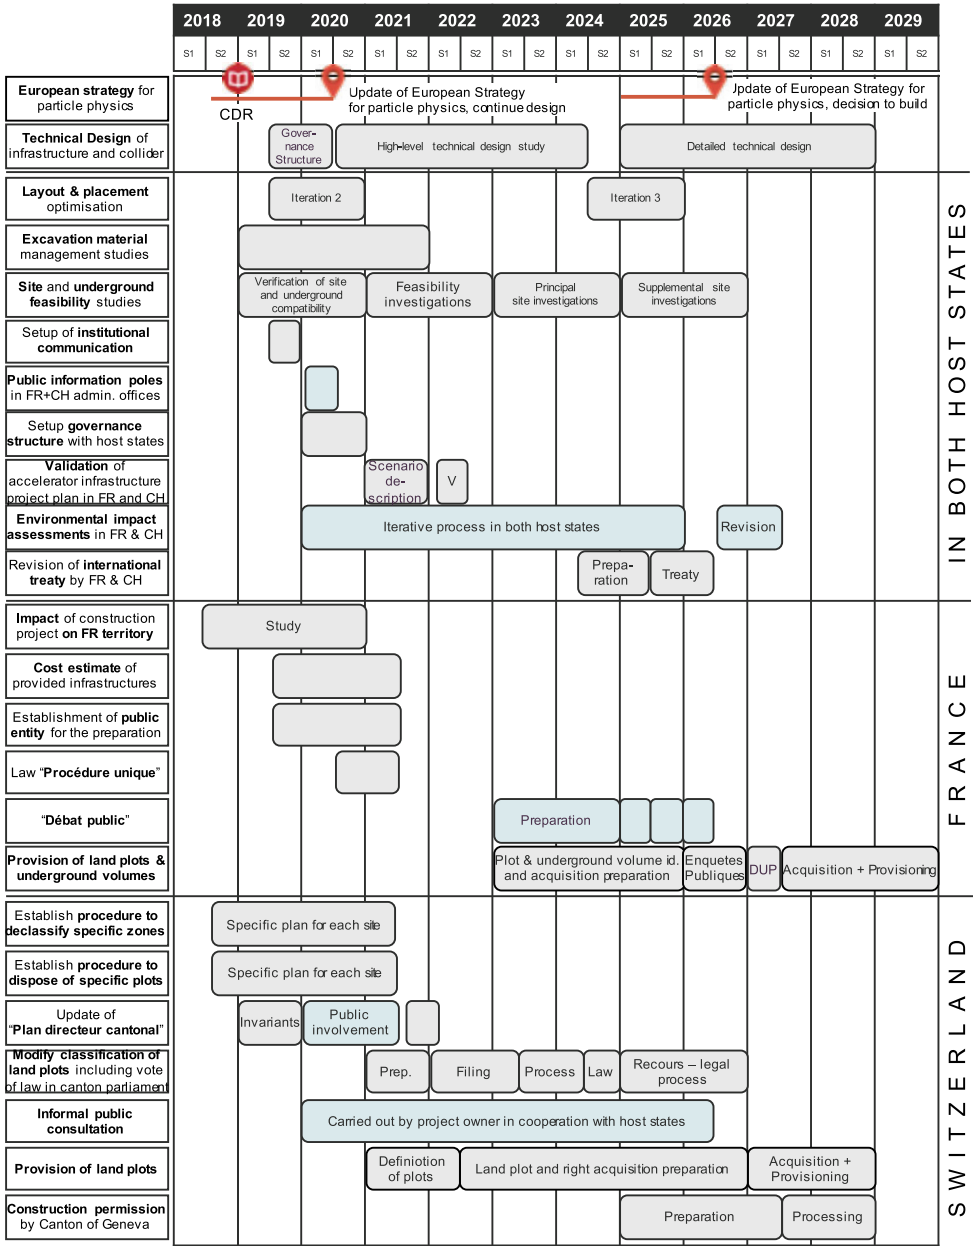 2018 2019 2020 2021 2022 2023 2024 2025 2026 2027 2028 2029
S1 S2 S1 S2 S1 S2 S1 S2 S1 S2 S1 S2 S1 S2 S1 S2 S1 S2 S1 S2 S1 S2 S1 S2
European strategy for
particle physics
CDR
Update of European Strategy
for particle physics, continue design
Update of European Strategy for
particle physics, decision to build
Technical Design of
infrastructure and collider
Gover-
nance
Structure
High-level technical design study
Detailed technical design
IN BOTH HOST STATES
Layout & placement
optimisation
Iteration 2
Iteration 3
Excavation material
management studies
Site and underground
feasibility studies
Verification of site
and underground
compatibility
Feasibility
investigations
Principal
site investigations
Supplemental site
investigations
Setup of institutional
communication
Public information poles
in FR+CH admin. offices
Setup governance
structure with host states
Validation of
accelerator infrastructure
project plan in FR and CH
Scenario
de-
scription
V
Environmental impact
assessments in FR & CH
Iterative process in both host states
Revision
Revision of international
treaty by FR & CH
Prepa-
ration
Treaty
FRANCE
Impact of construction
project on FR territory
Study
Cost estimate of
provided infrastructures
Establishment of public
entity for the preparation
Law “Procédure unique”
“Débat public”
Preparation
Provision of land plots &
underground volumes
Plot & underground volume id.
and acquisition preparation
Enquetes
Publiques
DUP
Acquisition + Provisioning
SWITZERLAND
Establish procedure to
declassify specific zones
Specific plan for each site
Establish procedure to
dispose of specific plots
Specific plan for each site
Update of
“Plan directeur cantonal”
Invariants
Public
involvement
Modify classification of
land plots including vote
of law in canton parliament
Prep.
Filing
Process
Law
Recours – legal
process
Informal public
consultation
Carried out by project owner in cooperation with host states
Provision of land plots
Definiotion
of plots
Land plot and right acquisition preparation
Acquisition +
Provisioning
Construction permission
by Canton of Geneva
Preparation
Processing